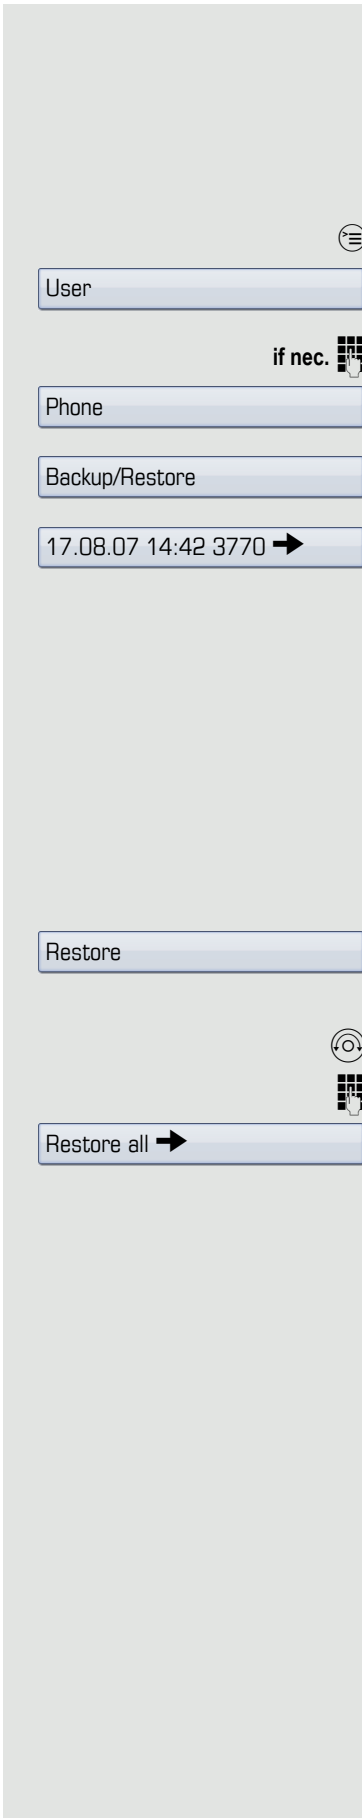 User
if nec.
Phone
Backup/Restore
17.08.07 14:42 3770 →
Restore
Restore all →